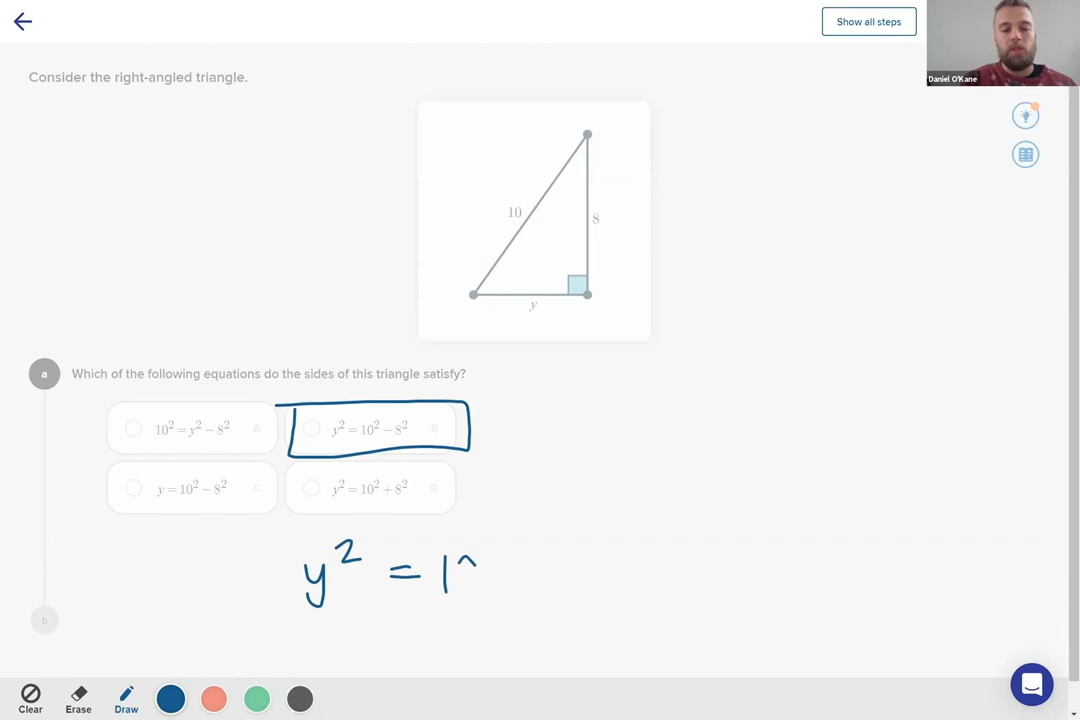 Show all steps
Daniel O'Kane
Consider the right-angled triangle.
10
8
y
a
Which of the following equations do the sides of this triangle satisfy?
10² = y² − 8² A
y² = 10² − 8² B
y = 10² − 8² C
y² = 10² + 8² D
y² = 1
b
Clear
Erase
Draw